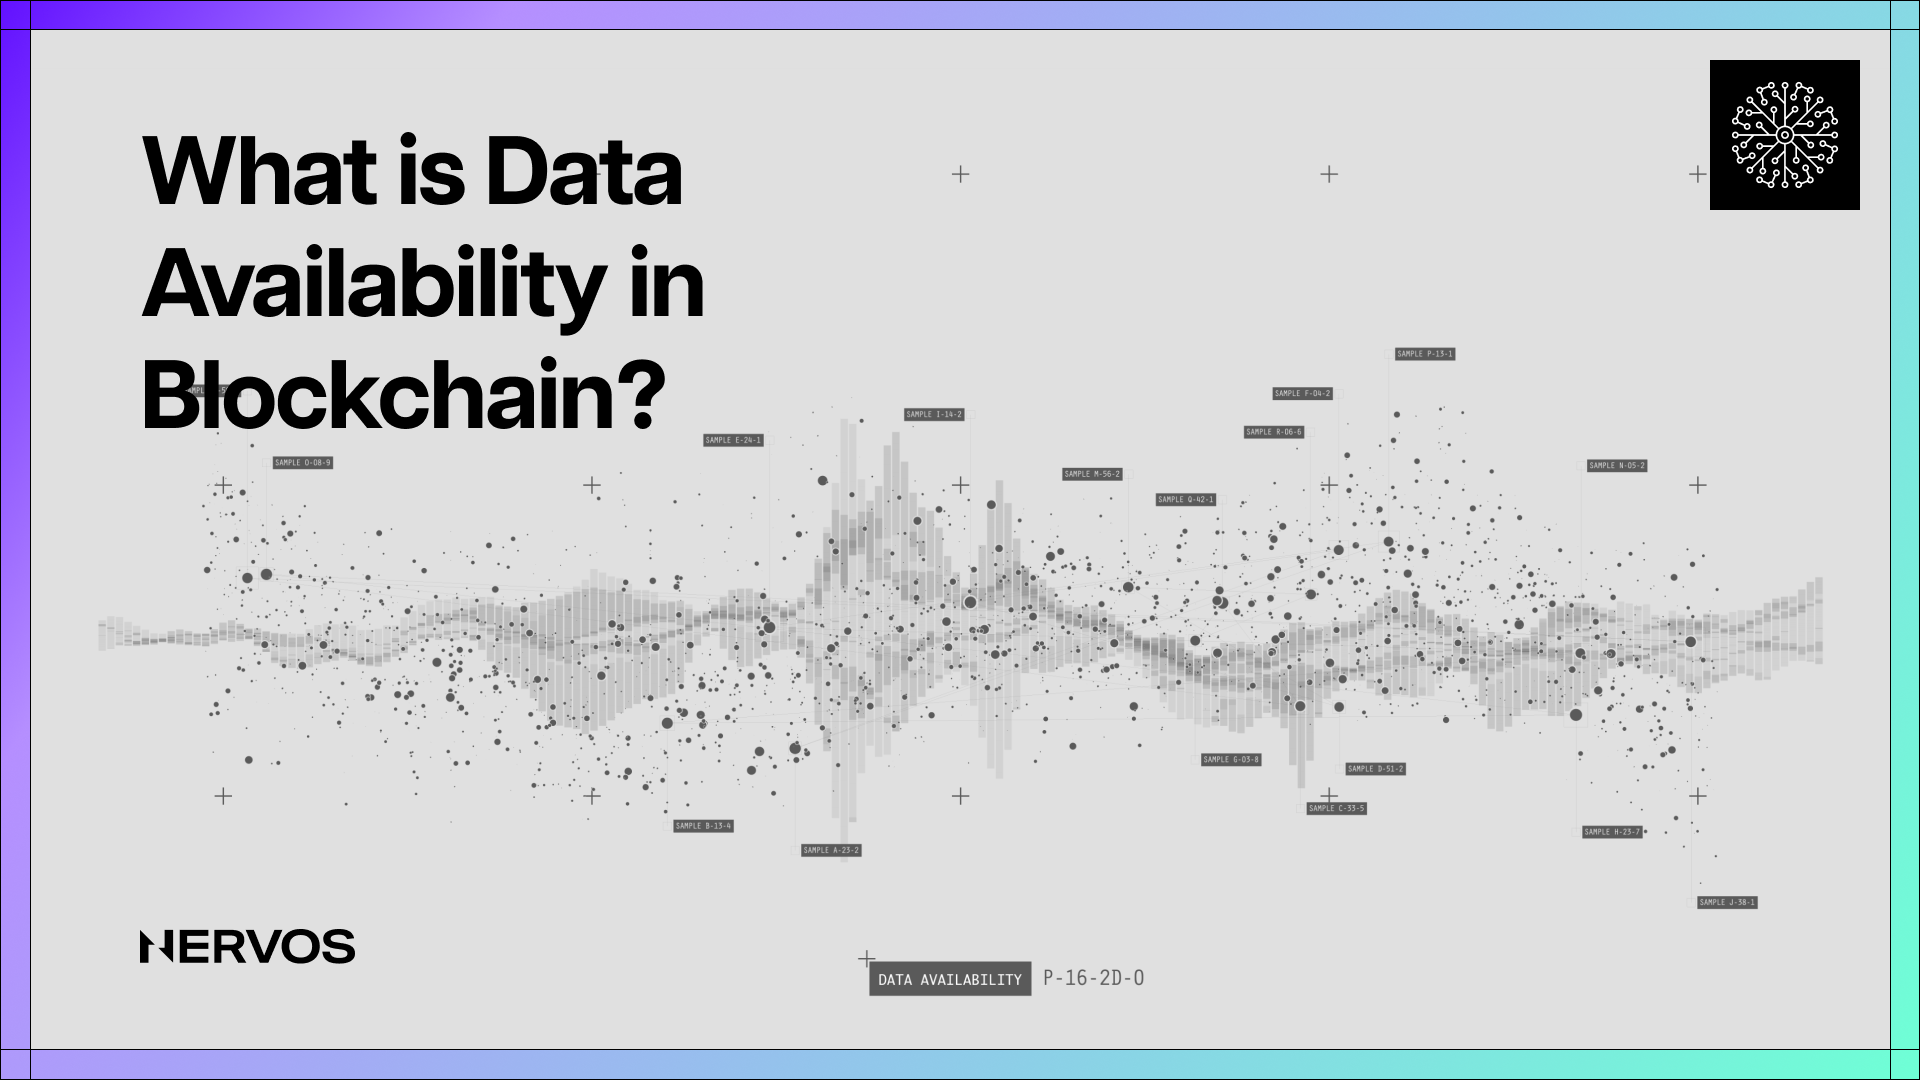 What is Data
Availability in
Blockchain?
SAMPLE P-13-1
SAMPLE F-04-2
SAMPLE I-14-2
SAMPLE R-06-6
SAMPLE E-24-1
SAMPLE O-08-9
SAMPLE N-05-2
SAMPLE M-56-2
SAMPLE Q-42-1
SAMPLE G-03-8
SAMPLE D-51-2
SAMPLE C-33-5
SAMPLE B-13-4
SAMPLE H-23-7
SAMPLE A-23-2
SAMPLE J-38-1
NERVOS
DATA AVAILABILITY P-16-2D-0